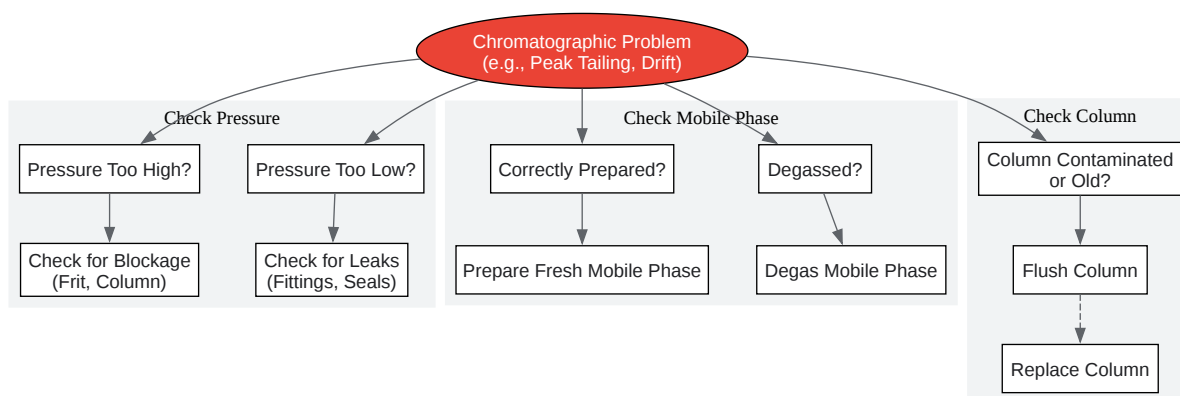 Chromatographic Problem
(e.g., Peak Tailing, Drift)
Check Pressure
Pressure Too High?
Pressure Too Low?
Check for Blockage
(Frit, Column)
Check for Leaks
(Fittings, Seals)
Check Mobile Phase
Correctly Prepared?
Degassed?
Prepare Fresh Mobile Phase
Degas Mobile Phase
Check Column
Column Contaminated
or Old?
Flush Column
Replace Column